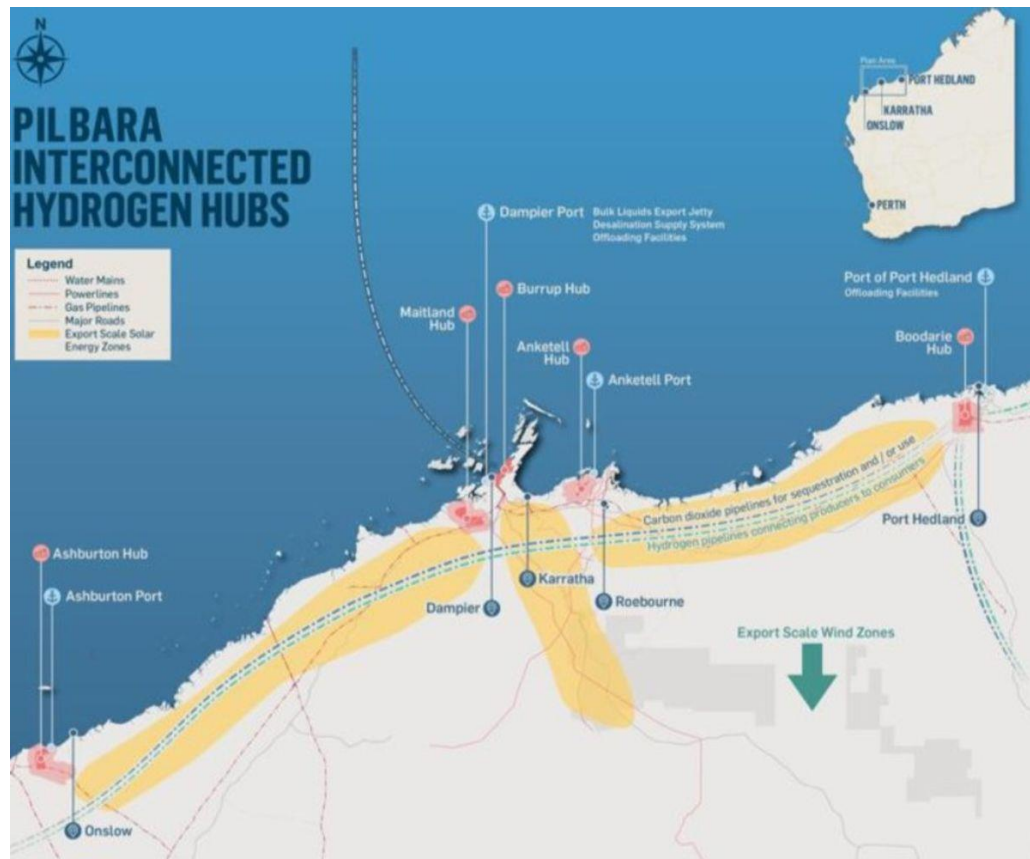 N
PILBARA
INTERCONNECTED
HYDROGEN HUBS
Legend
Water Mains
Powerlines
Gas Pipelines
Major Roads
Export Scale Solar
Energy Zones
Plan Area
PORT HEDLAND
KARRATHA
ONSLOW
PERTH
Dampier Port
Bulk Liquids Export Jetty
Desalination Supply System
Offloading Facilities
Burrup Hub
Maitland
Hub
Anketell
Hub
Anketell Port
Port of Port Hedland
Offloading Facilities
Boodarie
Hub
Carbon dioxide pipelines for sequestration and / or use
Hydrogen pipelines connecting producers to consumers
Port Hedland
Ashburton Hub
Ashburton Port
Karratha
Dampier
Roebourne
Export Scale Wind Zones
Onslow